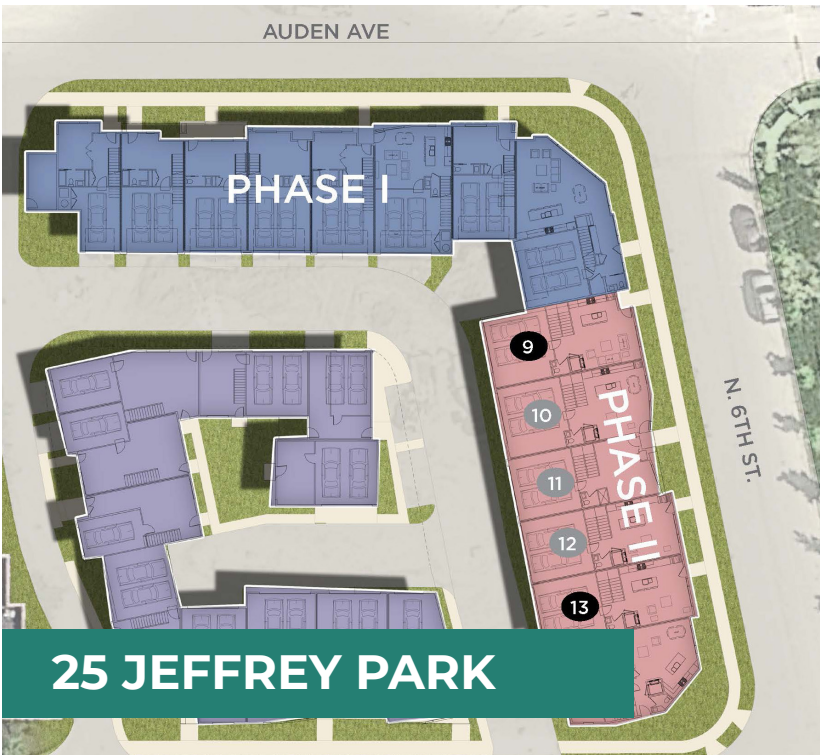 AUDEN AVE
PHASE I
9
10
11
12
13
PHASE II
N. 6TH ST.
25 JEFFREY PARK